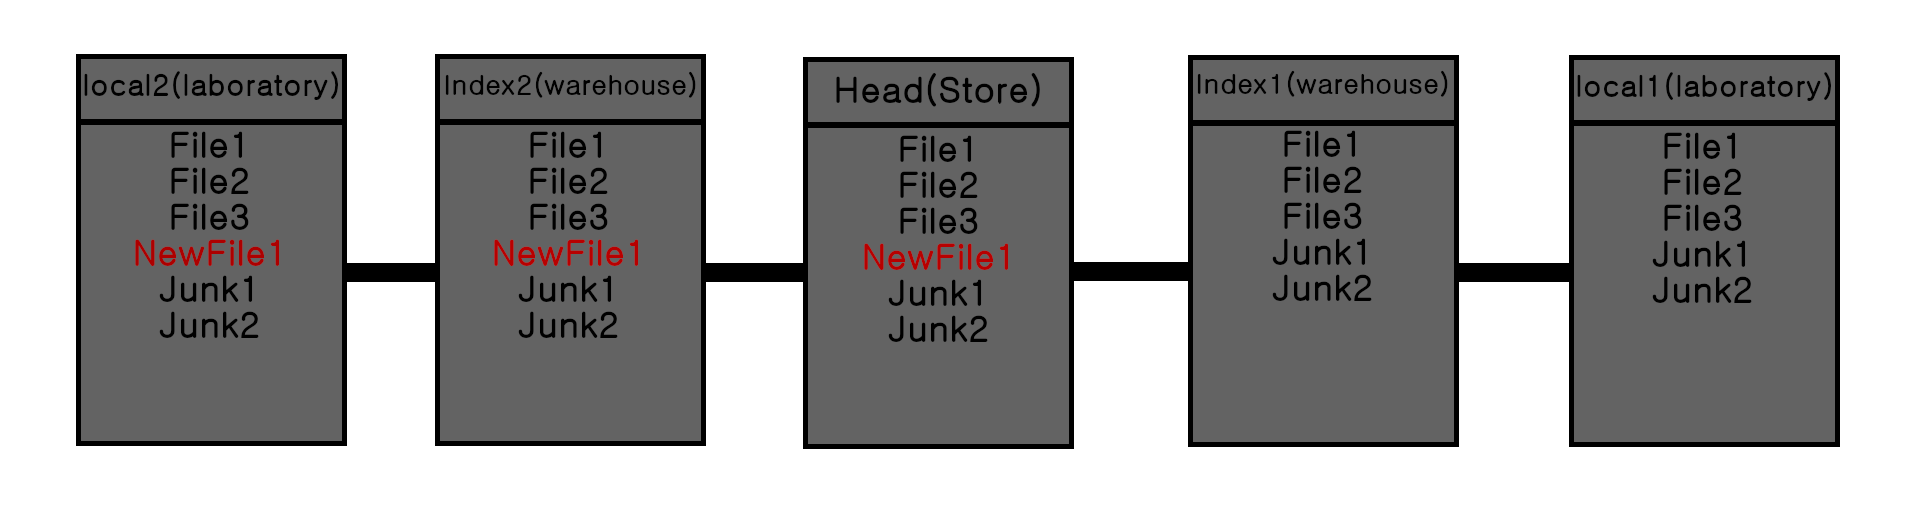 local2(laboratory)
File1
File2
File3
NewFile1
Junk1
Junk2
Index2(warehouse)
File1
File2
File3
NewFile1
Junk1
Junk2
Head(Store)
File1
File2
File3
NewFile1
Junk1
Junk2
Index1(warehouse)
File1
File2
File3
Junk1
Junk2
local1(laboratory)
File1
File2
File3
Junk1
Junk2